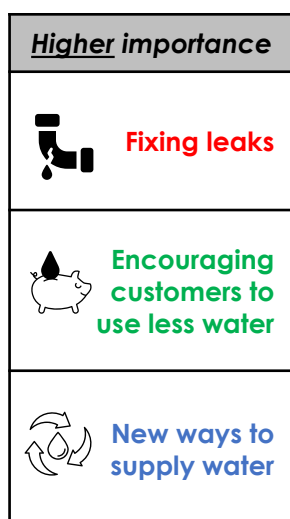 Higher importance
Fixing leaks
Encouraging
customers to
use less water
New ways to
supply water